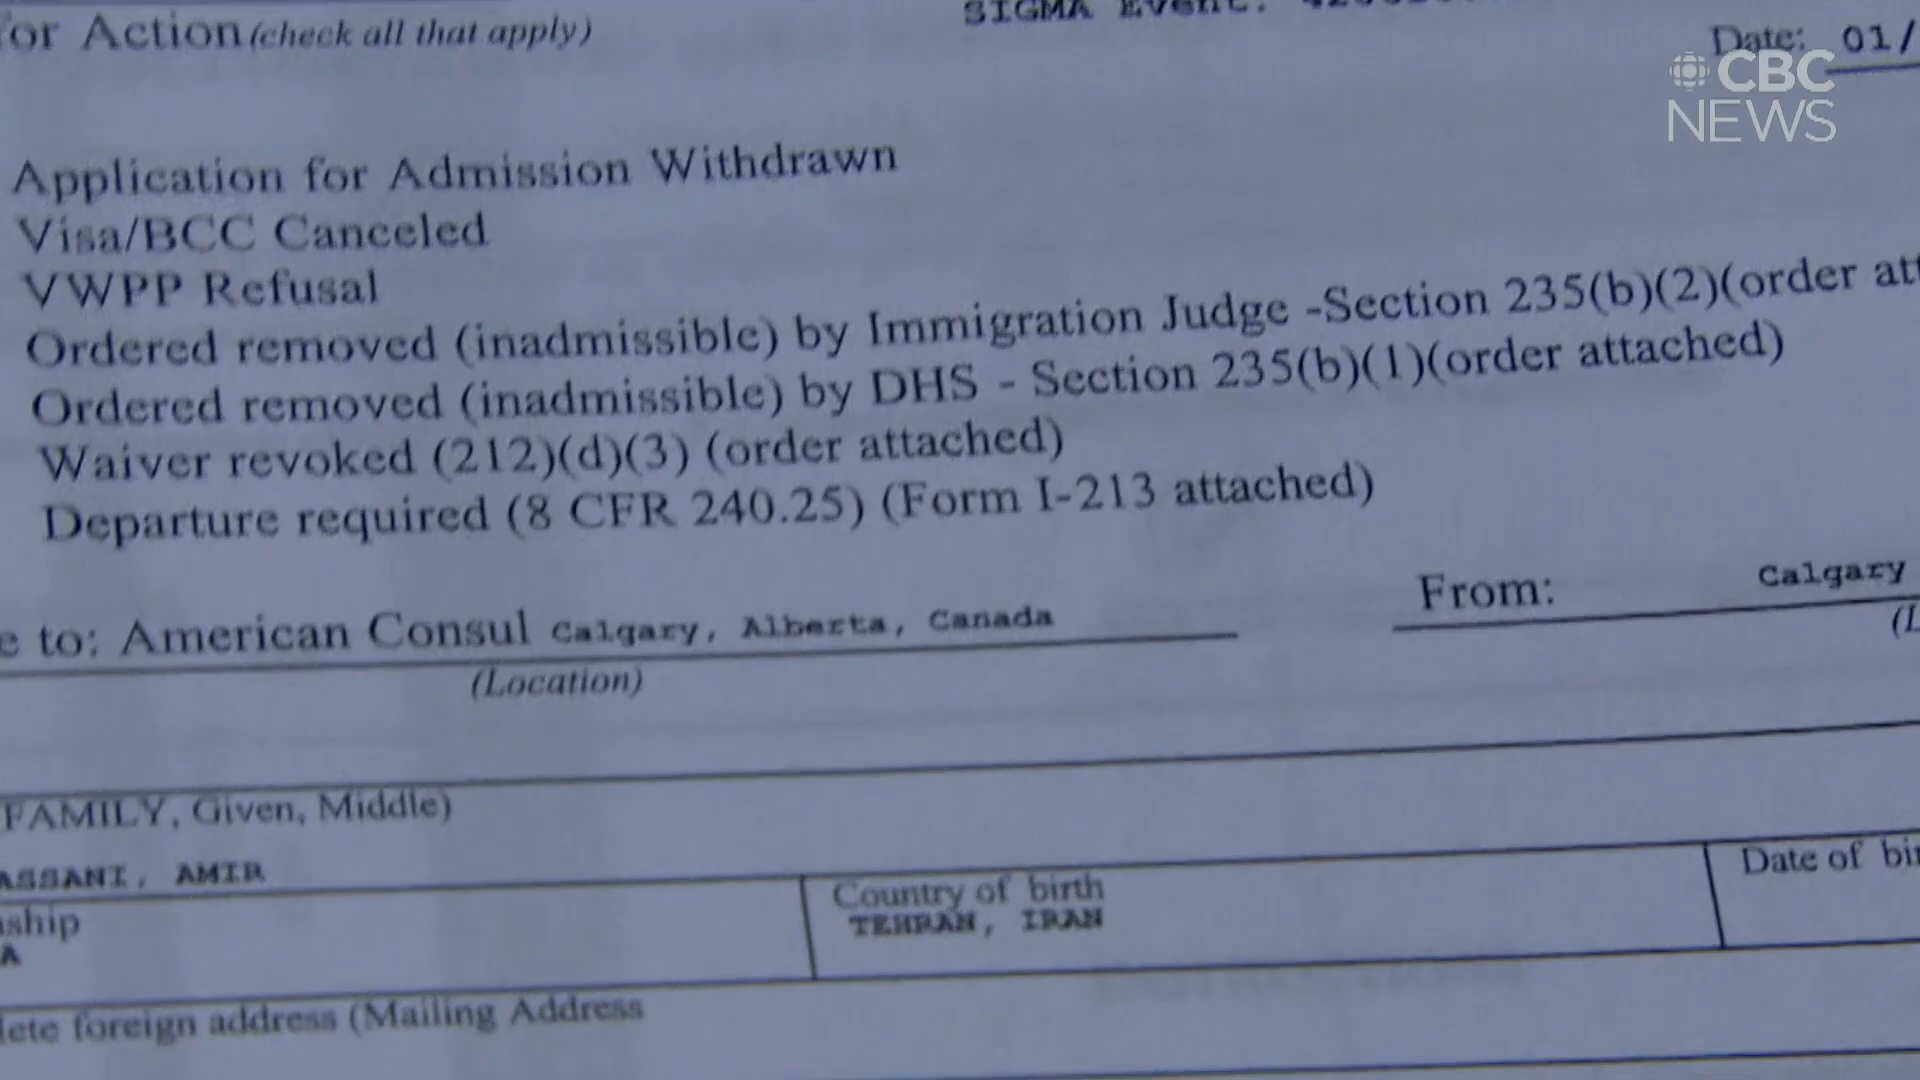 for Action (check all that apply)
SIGMA Event:
Date: 01/
CBC
NEWS
Application for Admission Withdrawn
Visa/BCC Canceled
VWPP Refusal
Ordered removed (inadmissible) by Immigration Judge -Section 235(b)(2)(order att
Ordered removed (inadmissible) by DHS - Section 235(b)(1)(order attached)
Waiver revoked (212)(d)(3) (order attached)
Departure required (8 CFR 240.25) (Form I-213 attached)
e to: American Consul Calgary, Alberta, Canada
From: Calgary
(Location)
(L
FAMILY, Given, Middle)
ASSANI, AMIR
Country of birth
TEHRAN, IRAN
Date of bir
nship
A
lete foreign address (Mailing Address